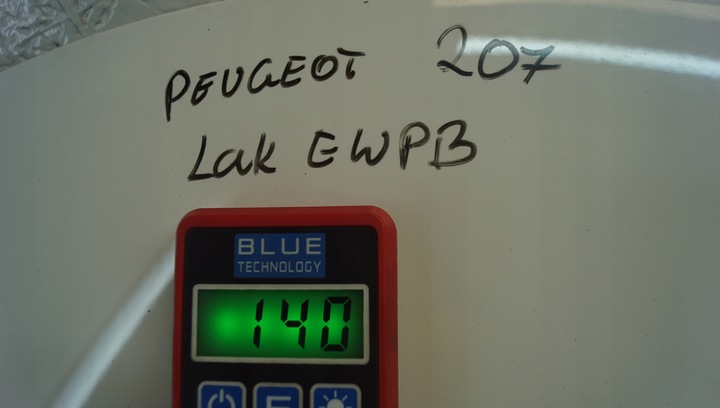 PEUGEOT 207
Lak EWPB
BLUE
TECHNOLOGY
140
F